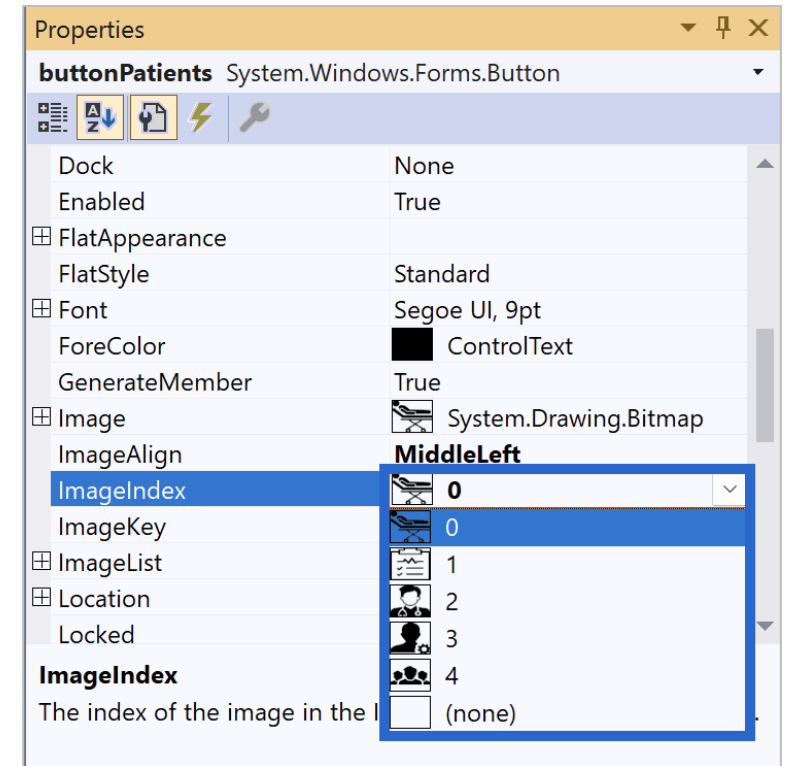 Properties
buttonPatients System.Windows.Forms.Button
A
Z
Dock None
Enabled True
FlatAppearance
FlatStyle Standard
Font Segoe UI, 9pt
ForeColor ControlText
GenerateMember True
Image System.Drawing.Bitmap
ImageAlign MiddleLeft
ImageIndex 0
ImageKey 0
ImageList 1
Location 2
Locked 3
4
(none)
ImageIndex
The index of the image in the